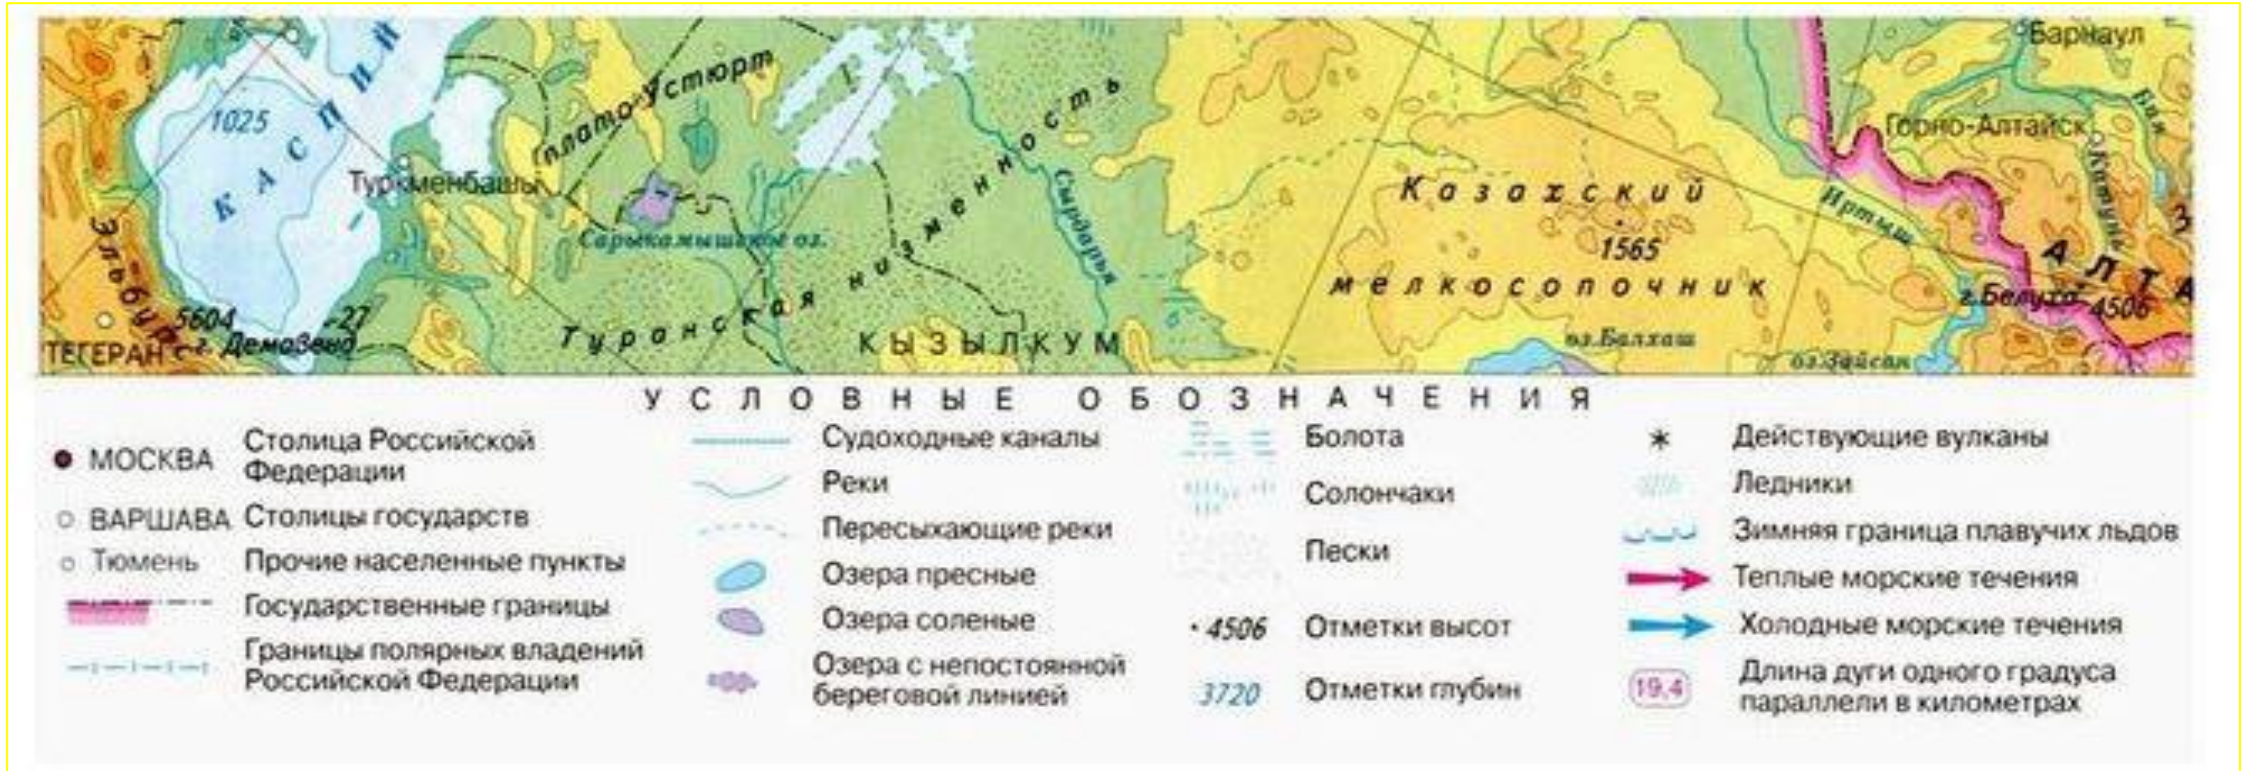 Барнаул
КАСПИЙ
плато Устюрт
1025
Бия
Горно-Алтайск
Туркменбашы
Туранская низменность
Сырдарья
Казахский
Катунь
Иртыш
Эльбурс
Сарыкамышское оз.
1565
мелкосопочник
АЛТА
г.Белуха 4506
5604
-27
г. Демавенд
ТЕГЕРАН
КЫЗЫЛКУМ
оз.Балхаш
оз.Зайсан
УСЛОВНЫЕ ОБОЗНАЧЕНИЯ
МОСКВА
Столица Российской
Федерации
ВАРШАВА Столицы государств
Тюмень Прочие населенные пункты
Государственные границы
Границы полярных владений
Российской Федерации
Судоходные каналы
Реки
Пересыхающие реки
Озера пресные
Озера соленые
Озера с непостоянной
береговой линией
Болота
Солончаки
Пески
4506 Отметки высот
3720 Отметки глубин
Действующие вулканы
Ледники
Зимняя граница плавучих льдов
Теплые морские течения
Холодные морские течения
19,4 Длина дуги одного градуса
параллели в километрах